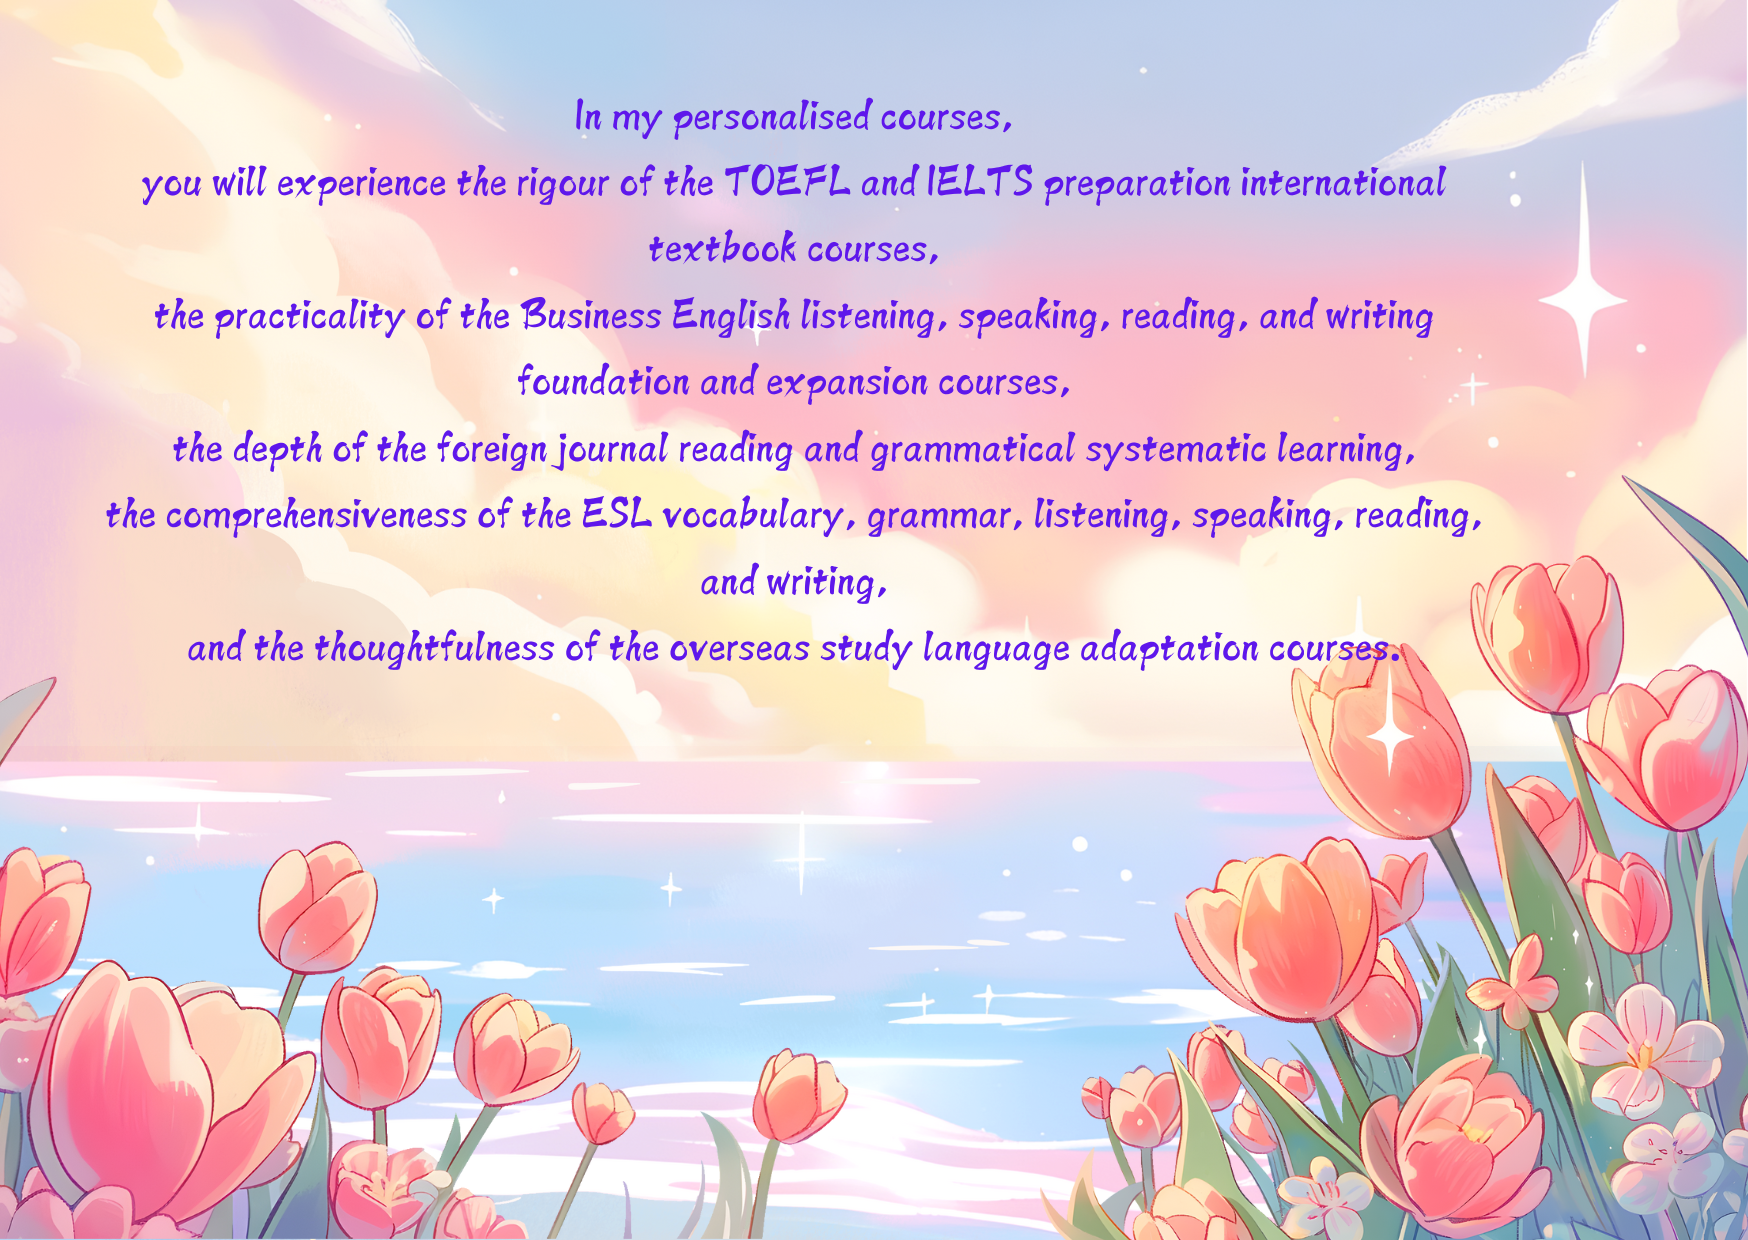 In my personalised courses,
you will experience the rigour of the TOEFL and IELTS preparation international
textbook courses,
the practicality of the Business English listening, speaking, reading, and writing
foundation and expansion courses,
the depth of the foreign journal reading and grammatical systematic learning,
the comprehensiveness of the ESL vocabulary, grammar, listening, speaking, reading,
and writing,
and the thoughtfulness of the overseas study language adaptation courses.